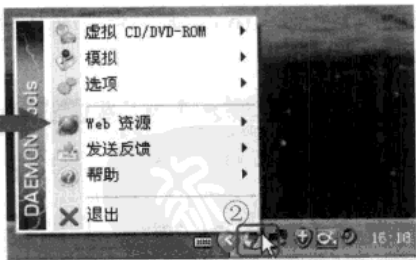 虚拟 CD/DVD-ROM
模拟
选项
Web 资源
发送反馈
帮助
退出
②
16:18
DAEMON Tools